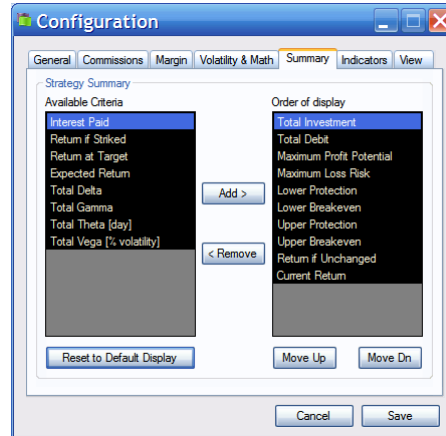 Configuration
General Commissions Margin Volatility & Math Summary Indicators View
Strategy Summary
Available Criteria
Interest Paid
Return if Striked
Return at Target
Expected Return
Total Delta
Total Gamma
Total Theta [day]
Total Vega [% volatility]
Add >
< Remove
Order of display
Total Investment
Total Debit
Maximum Profit Potential
Maximum Loss Risk
Lower Protection
Lower Breakeven
Upper Protection
Upper Breakeven
Return if Unchanged
Current Return
Reset to Default Display
Move Up
Move Dn
Cancel
Save